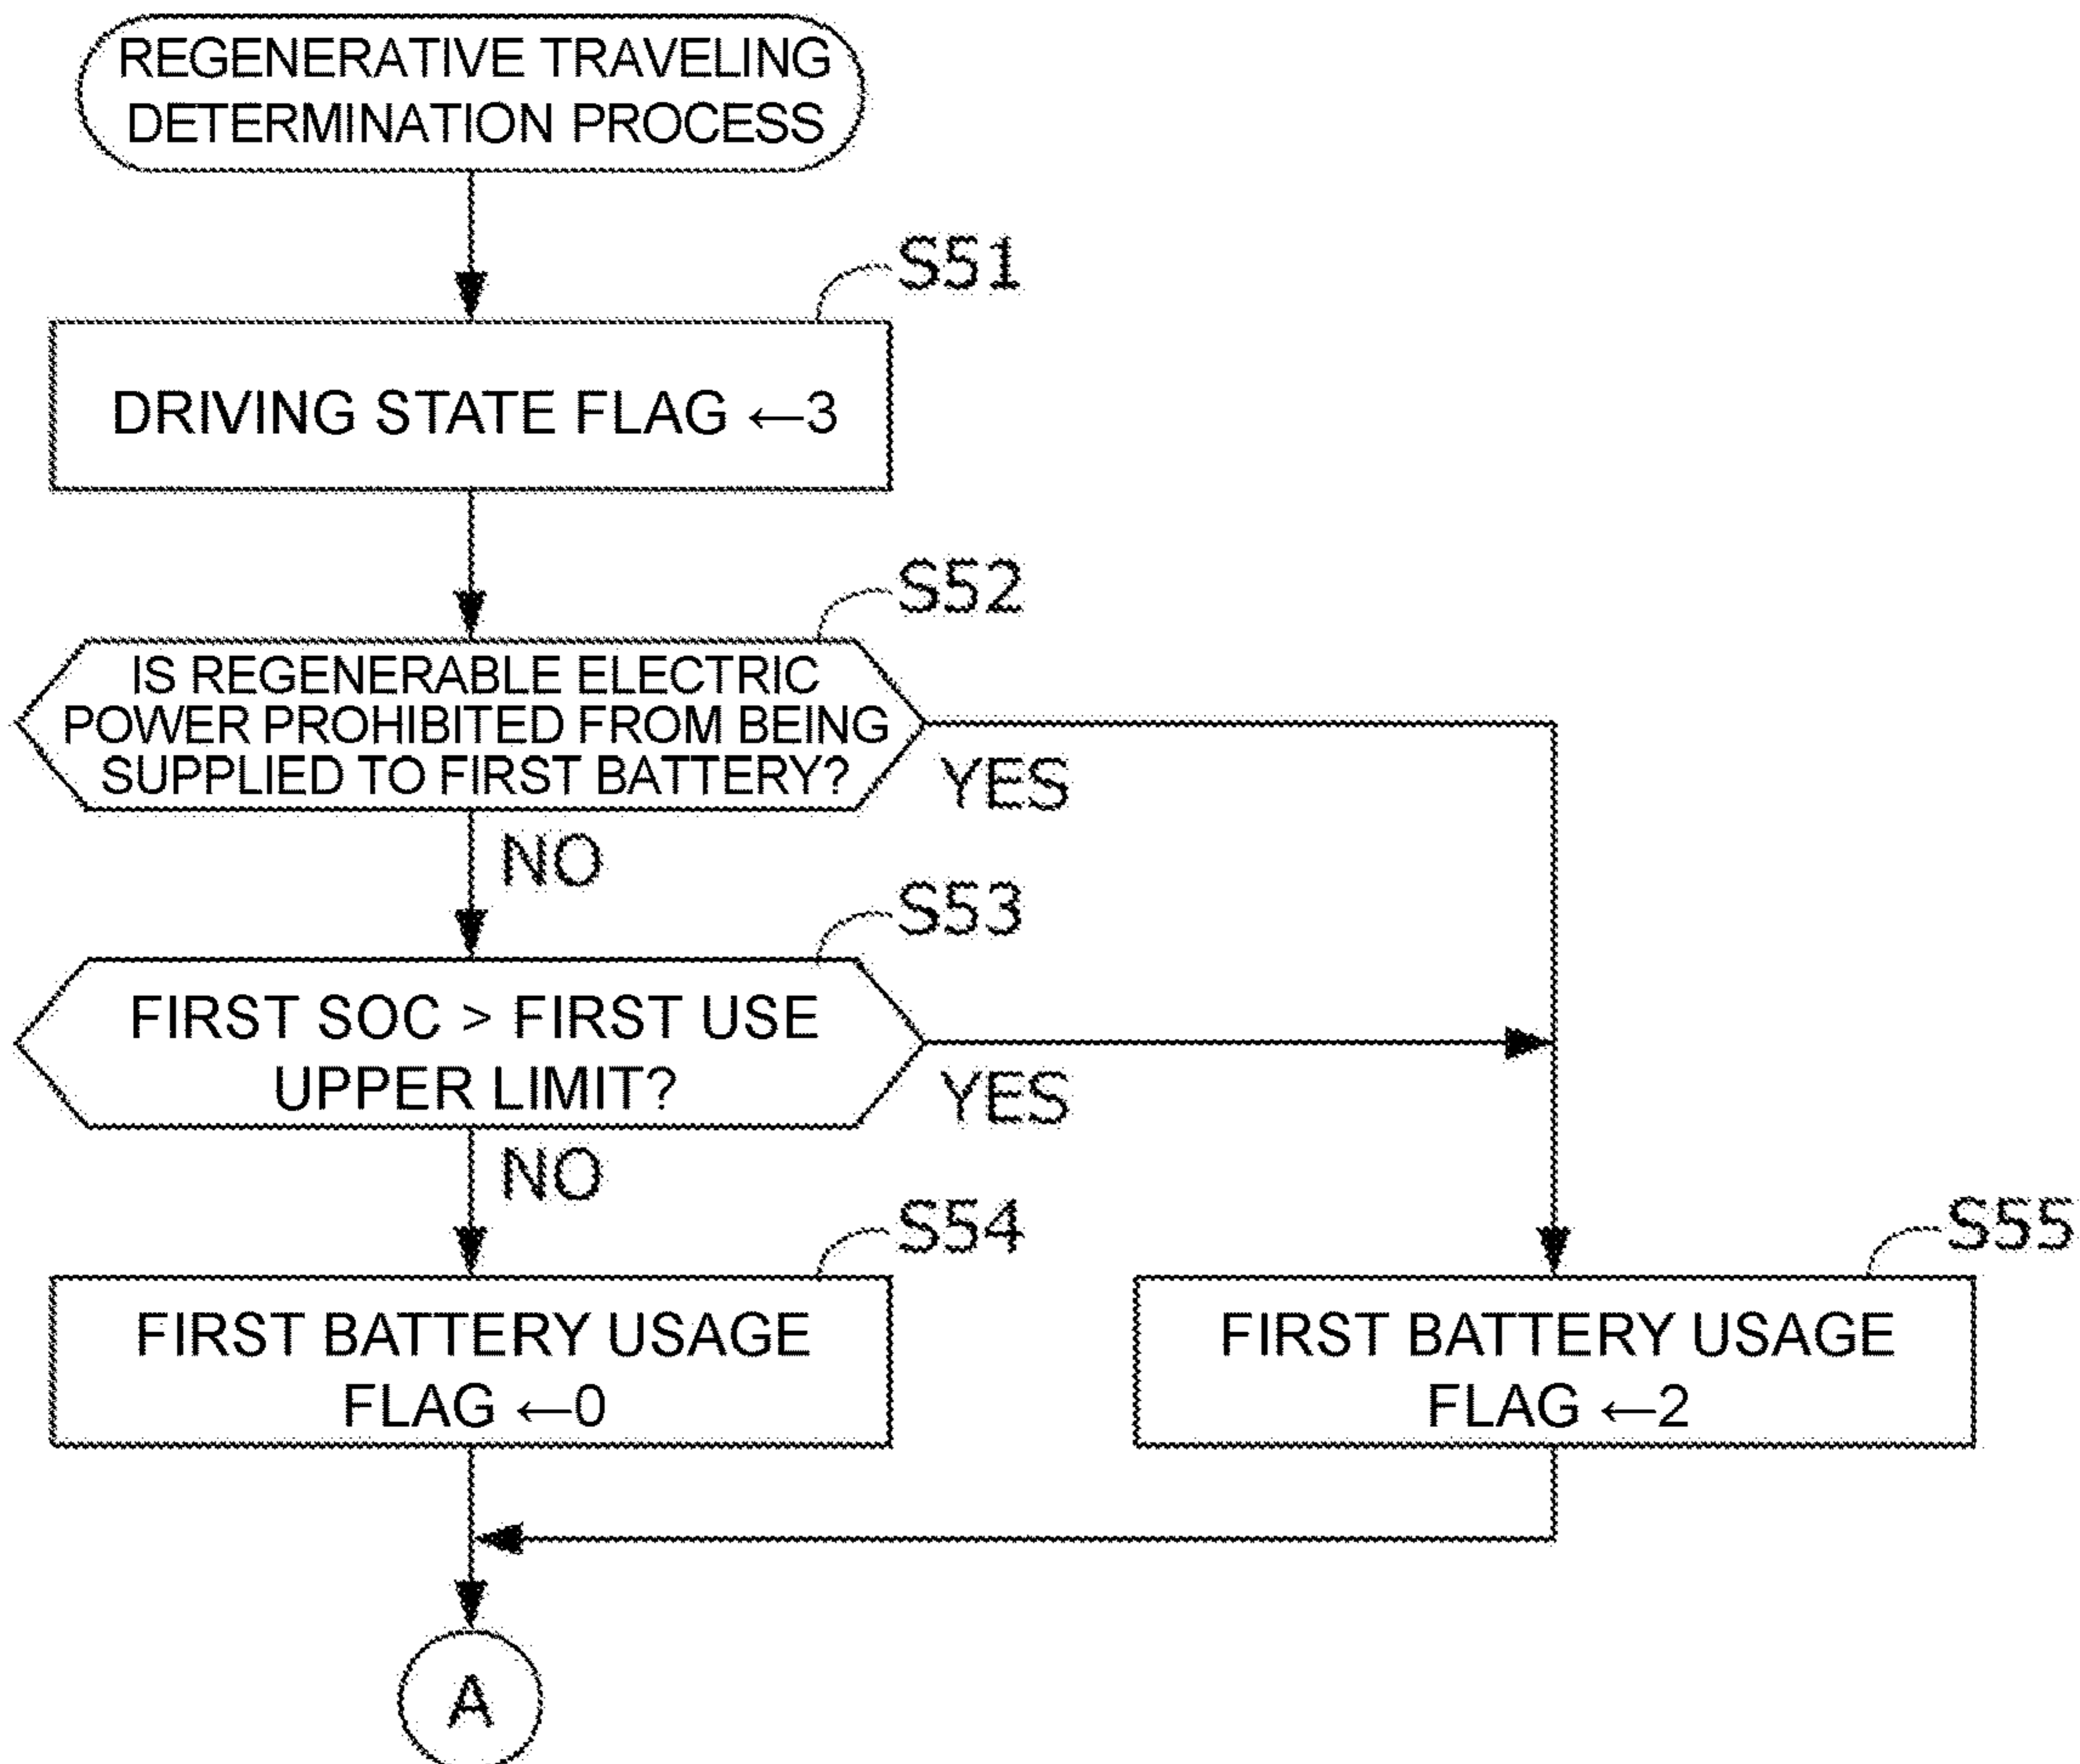 REGENERATIVE TRAVELING
DETERMINATION PROCESS
S51
DRIVING STATE FLAG ←3
S52
IS REGENERABLE ELECTRIC
POWER PROHIBITED FROM BEING
SUPPLIED TO FIRST BATTERY?
YES
NO
S53
FIRST SOC > FIRST USE
UPPER LIMIT?
YES
NO
S54
FIRST BATTERY USAGE
FLAG ←0
S55
FIRST BATTERY USAGE
FLAG ←2
A